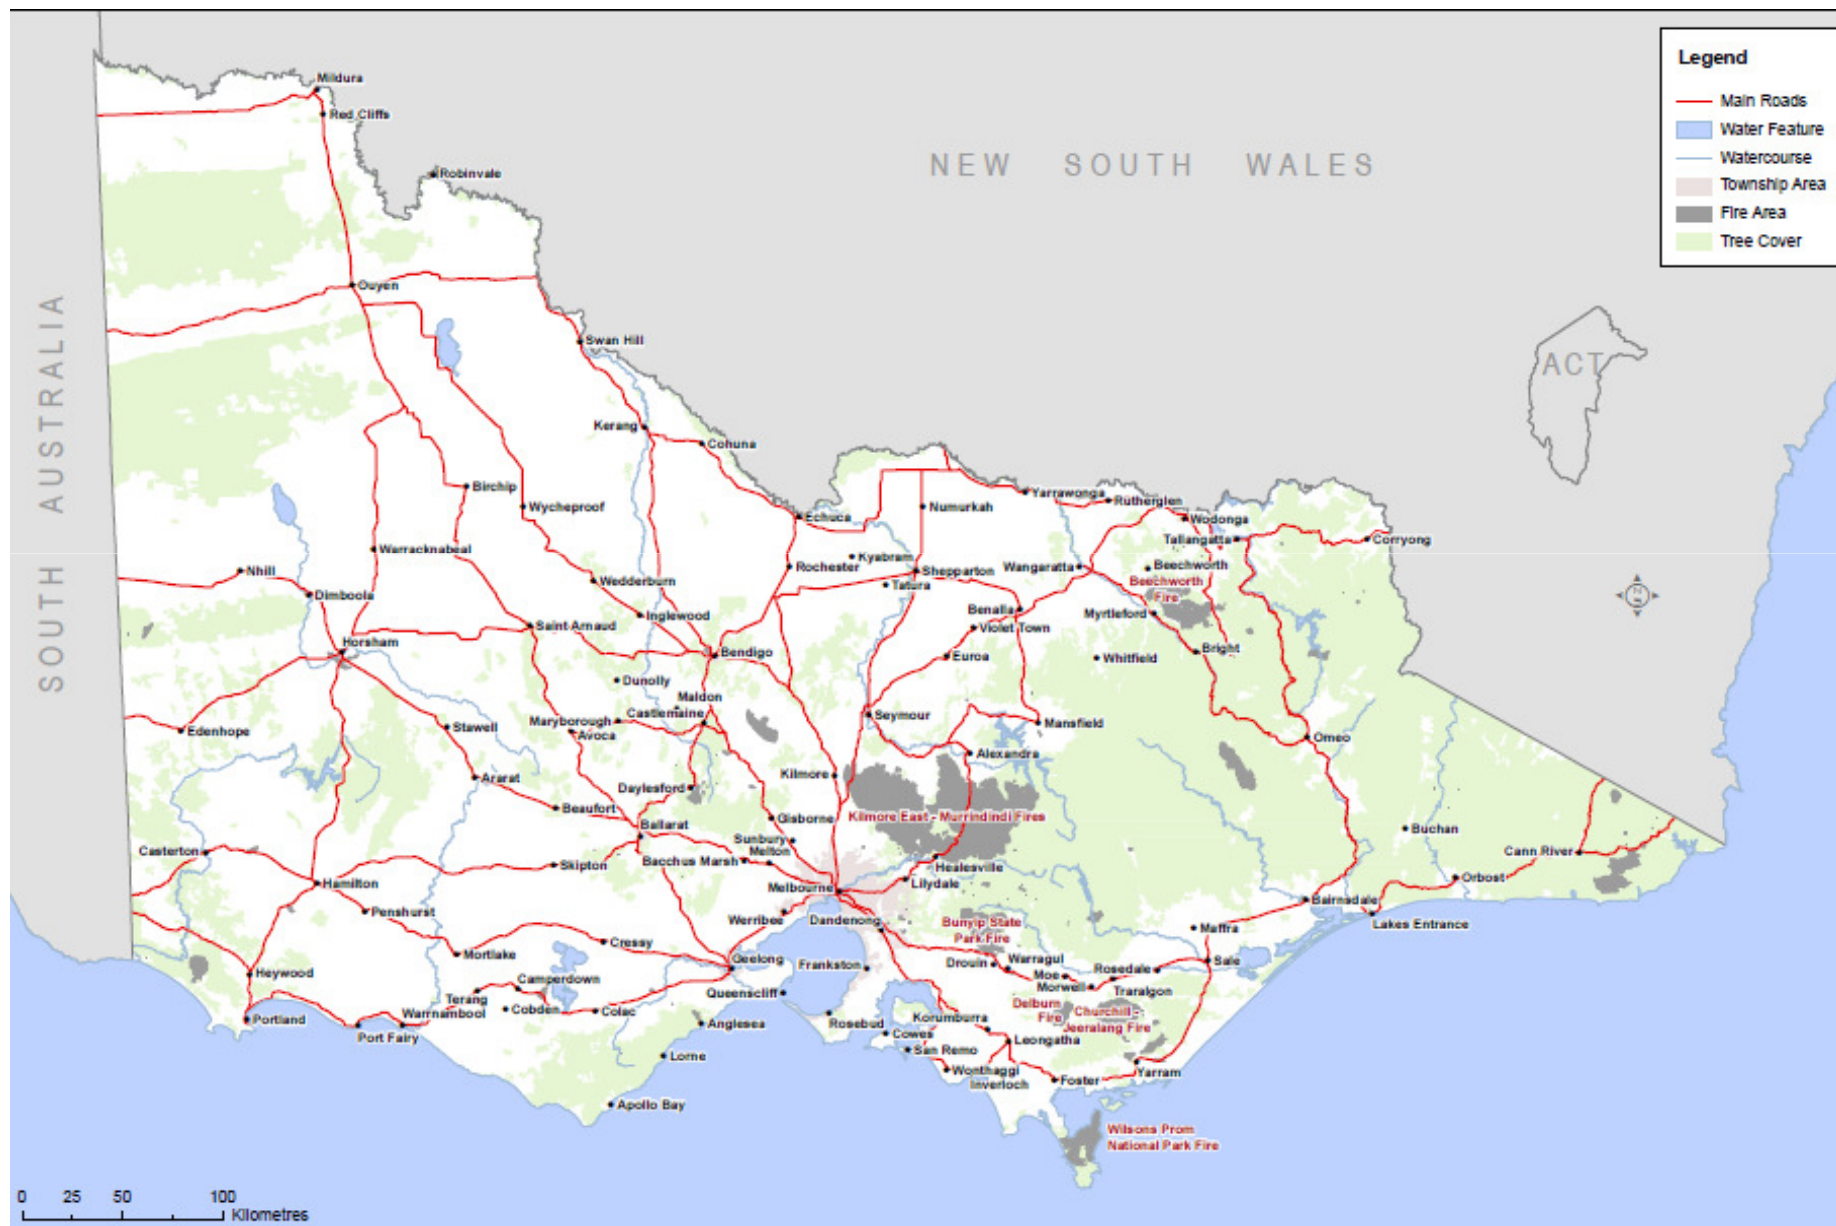 Legend
Main Roads
Water Feature
Watercourse
Township Area
Fire Area
Tree Cover
NEW SOUTH WALES
SOUTH AUSTRALIA
ACT
Mildura
Red Cliffs
Robinvale
Ouyen
Swan Hill
Kerang
Cohuna
Birchip
Wycheproof
Echuca
Numurkah
Yarrawonga
Rutherglen
Wodonga
Tallangatta
Corryong
Warracknabeal
Kyabram
Rochester
Shepparton
Tatura
Wangaratta
Beechworth
Beechworth
Fire
Nhill
Dimboola
Wedderburn
Inglewood
Benalla
Myrtleford
Saint Arnaud
Violet Town
Horsham
Bendigo
Euroa
Whitfield
Bright
Dunolly
Maldon
Castlemaine
Maryborough
Avoca
Seymour
Mansfield
Edenhope
Stawell
Omeo
Alexandra
Ararat
Kilmore
Daylesford
Beaufort
Gisborne
Kilmore East - Murrindindi Fires
Ballarat
Sunbury
Melton
Buchan
Casterton
Skipton
Bacchus Marsh
Healesville
Cann River
Hamilton
Melbourne
Lilydale
Orbost
Penshurst
Werribee
Dandenong
Bunyip State
Park Fire
Bairnsdale
Lakes Entrance
Maffra
Cressy
Mortlake
Geelong
Frankston
Drouin
Warragul
Moe
Rosedale
Sale
Heywood
Camperdown
Queenscliff
Morwell
Traralgon
Terang
Cobden
Colac
Warrnambool
Delburn
Fire
Churchill -
Jeeralang Fire
Portland
Port Fairy
Anglesea
Rosebud
Korumburra
Cowes
Leongatha
San Remo
Lorne
Wonthaggi
Inverloch
Foster
Yarram
Apollo Bay
Wilsons Prom
National Park Fire
0 25 50 100
Kilometres